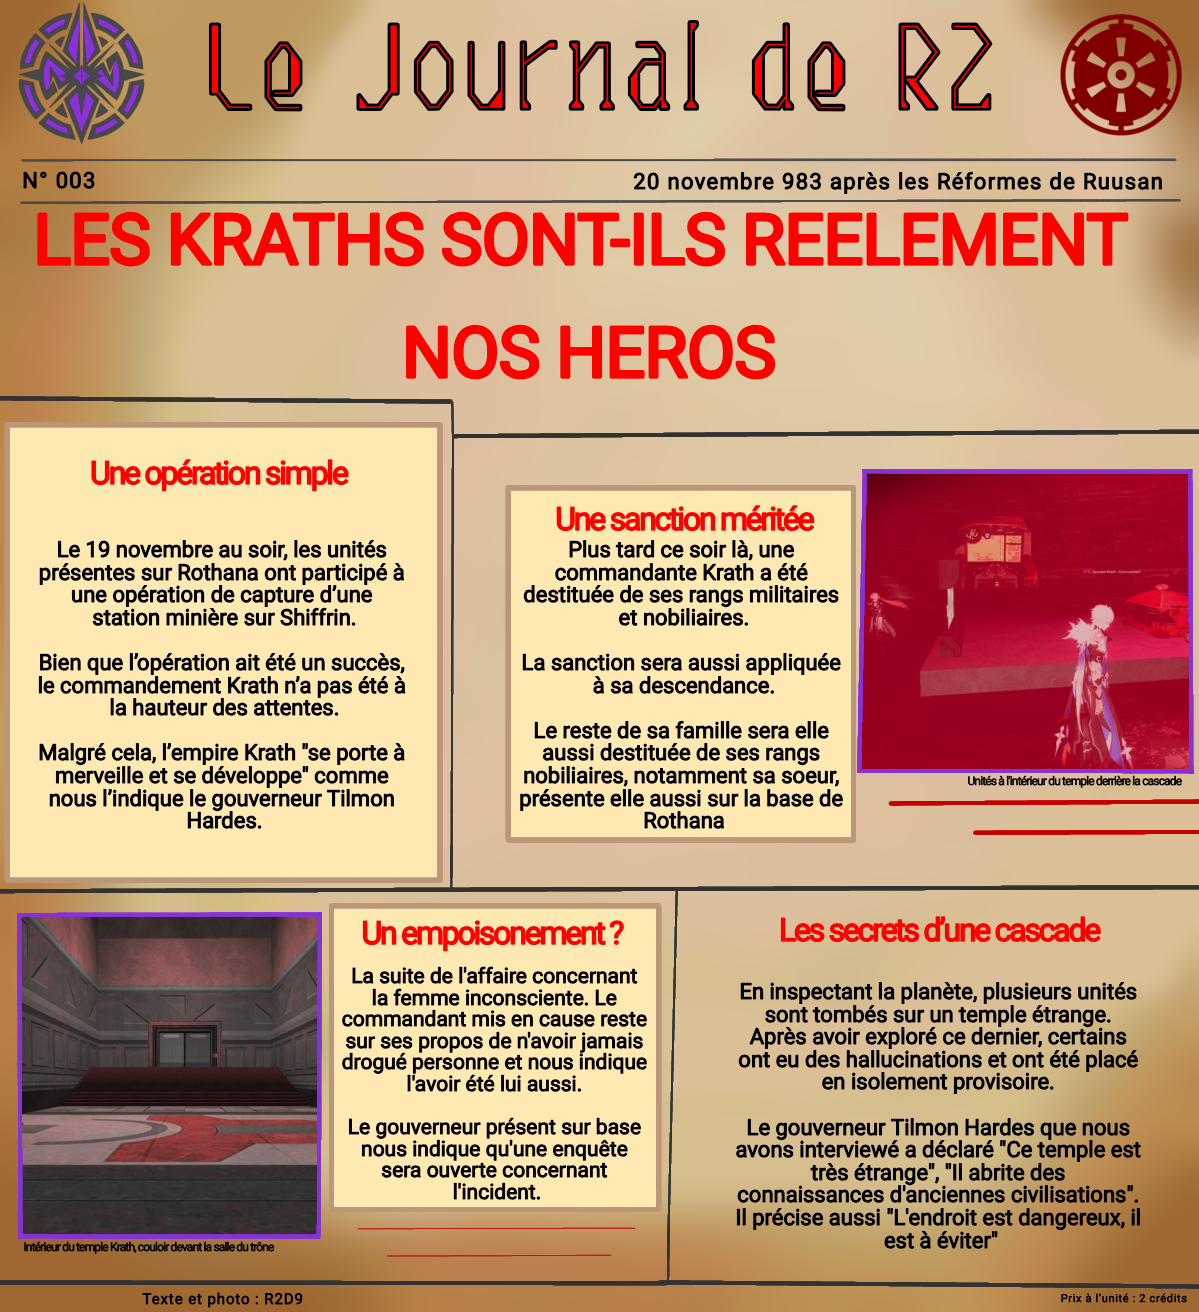 Le Journal de R2
N° 003
20 novembre 983 après les Réformes de Ruusan
LES KRATHS SONT-ILS REELEMENT
NOS HEROS
Une opération simple
Le 19 novembre au soir, les unités
présentes sur Rothana ont participé à
une opération de capture d’une
station minière sur Shiffrin.
Bien que l’opération ait été un succès,
le commandement Krath n’a pas été à
la hauteur des attentes.
Malgré cela, l’empire Krath "se porte à
merveille et se développe" comme
nous l’indique le gouverneur Tilmon
Hardes.
Une sanction méritée
Plus tard ce soir là, une
commandante Krath a été
destituée de ses rangs militaires
et nobiliaires.
La sanction sera aussi appliquée
à sa descendance.
Le reste de sa famille sera elle
aussi destituée de ses rangs
nobiliaires, notamment sa soeur,
présente elle aussi sur la base de
Rothana
Unités à l'intérieur du temple derrière la cascade
Intérieur du temple Krath, couloir devant la salle du trône
Un empoisonement ?
La suite de l'affaire concernant
la femme inconsciente. Le
commandant mis en cause reste
sur ses propos de n'avoir jamais
drogué personne et nous indique
l'avoir été lui aussi.
Le gouverneur présent sur base
nous indique qu'une enquête
sera ouverte concernant
l'incident.
Les secrets d’une cascade
En inspectant la planète, plusieurs unités
sont tombés sur un temple étrange.
Après avoir exploré ce dernier, certains
ont eu des hallucinations et ont été placé
en isolement provisoire.
Le gouverneur Tilmon Hardes que nous
avons interviewé a déclaré "Ce temple est
très étrange", "Il abrite des
connaissances d'anciennes civilisations".
Il précise aussi "L'endroit est dangereux, il
est à éviter"
Texte et photo : R2D9
Prix à l'unité : 2 crédits